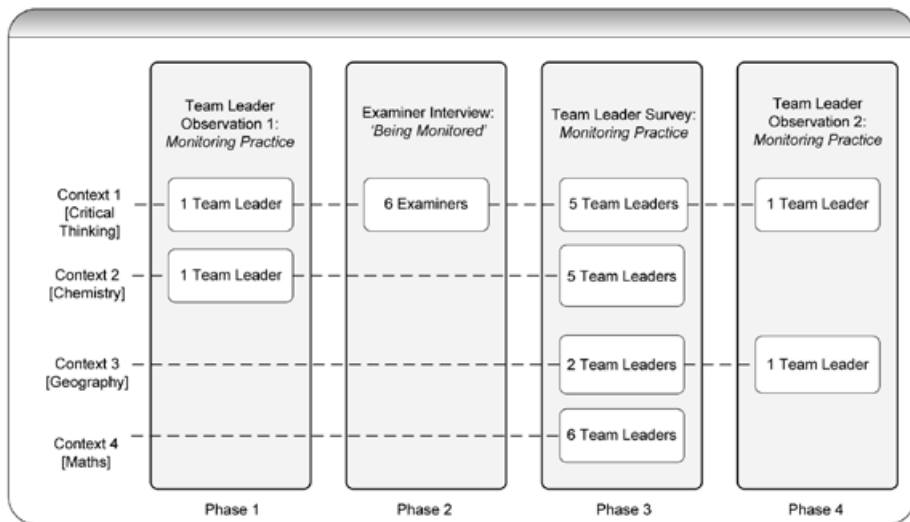 Team Leader
Observation 1:
Monitoring Practice
Examiner Interview:
'Being Monitored'
Team Leader Survey:
Monitoring Practice
Team Leader
Observation 2:
Monitoring Practice
Context 1
[Critical
Thinking]
1 Team Leader
6 Examiners
5 Team Leaders
1 Team Leader
Context 2
[Chemistry]
1 Team Leader
5 Team Leaders
Context 3
[Geography]
2 Team Leaders
1 Team Leader
Context 4
[Maths]
6 Team Leaders
Phase 1
Phase 2
Phase 3
Phase 4